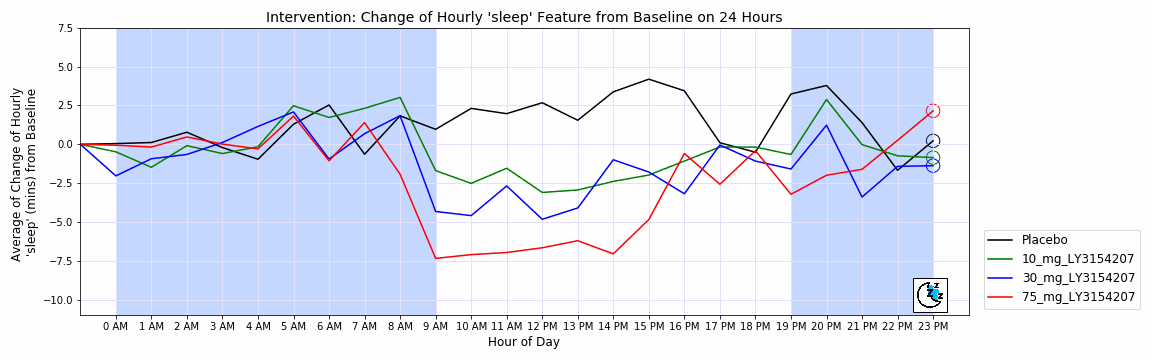 Intervention: Change of Hourly 'sleep' Feature from Baseline on 24 Hours
Average of Change of Hourly
'sleep' (mins) from Baseline
7.5
5.0
2.5
0.0
−2.5
−5.0
−7.5
−10.0
0 AM 1 AM 2 AM 3 AM 4 AM 5 AM 6 AM 7 AM 8 AM 9 AM 10 AM 11 AM 12 PM 13 PM 14 PM 15 PM 16 PM 17 PM 18 PM 19 PM 20 PM 21 PM 22 PM 23 PM
Hour of Day
Placebo
10_mg_LY3154207
30_mg_LY3154207
75_mg_LY3154207
z
z
z
z